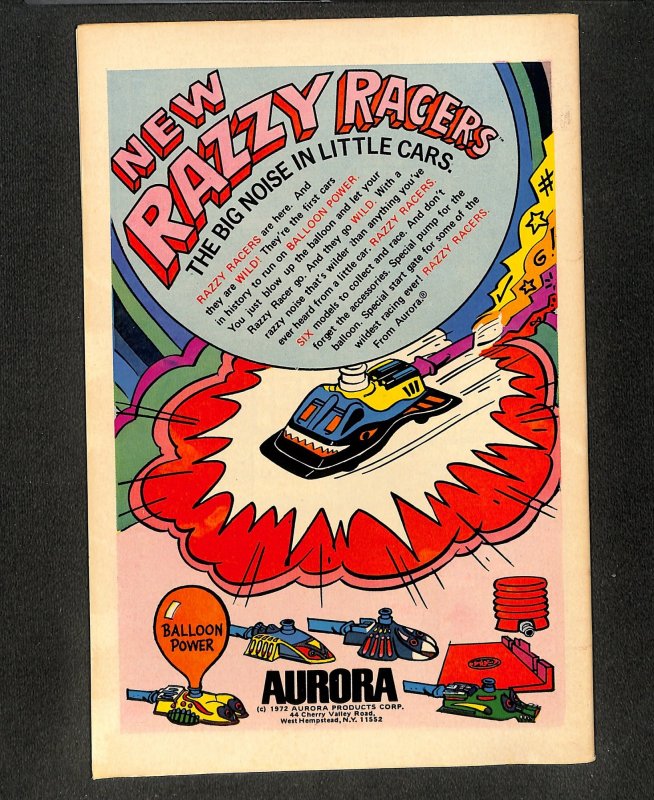 NEW
RAZZY RACERS™
THE BIG NOISE IN LITTLE CARS.
RAZZY RACERS are here. And
they are WILD! They're the first cars
in history to run on BALLOON POWER.
You just blow up the balloon and let your
Razzy Racer go. And they go WILD. With a
razzy noise that's wilder than anything you've
ever heard from a little car. RAZZY RACERS.
SIX models to collect and race. And don't
forget the accessories. Special pump for the
balloon. Special start gate for some of the
wildest racing ever! RAZZY RACERS.
From Aurora.®
#
G!
BALLOON
POWER
AURORA
(c) 1972 AURORA PRODUCTS CORP.
44 Cherry Valley Road,
West Hempstead, N.Y. 11552